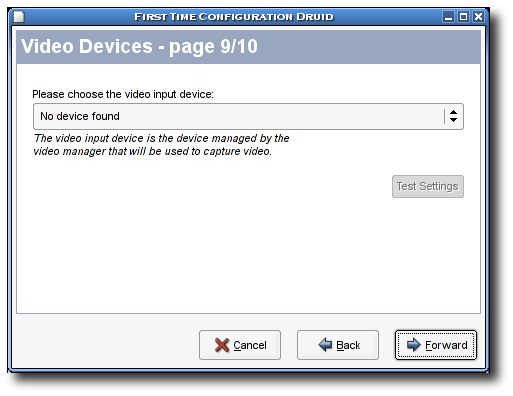 First Time Configuration Druid
Video Devices - page 9/10
Please choose the video input device:
No device found
The video input device is the device managed by the
video manager that will be used to capture video.
Test Settings
Cancel
Back
Forward